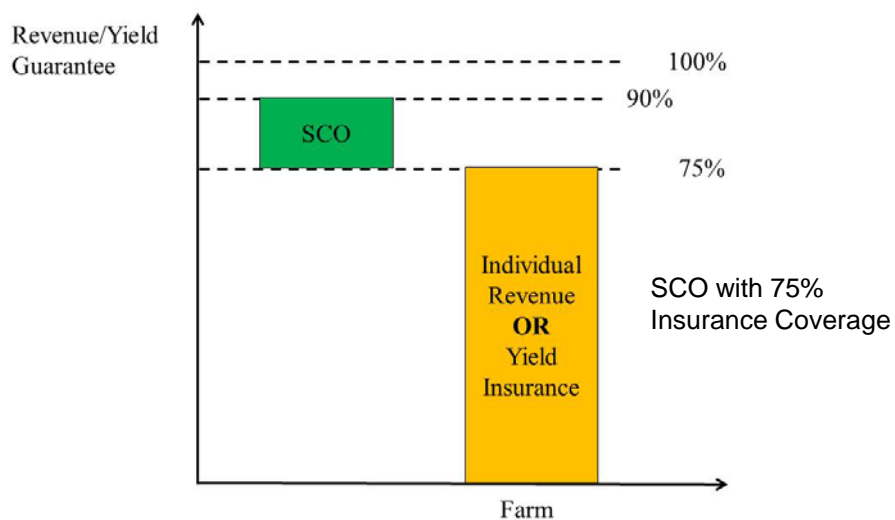 Revenue/Yield
Guarantee
100%
90%
SCO
75%
Individual
Revenue
OR
Yield
Insurance
SCO with 75%
Insurance Coverage
Farm